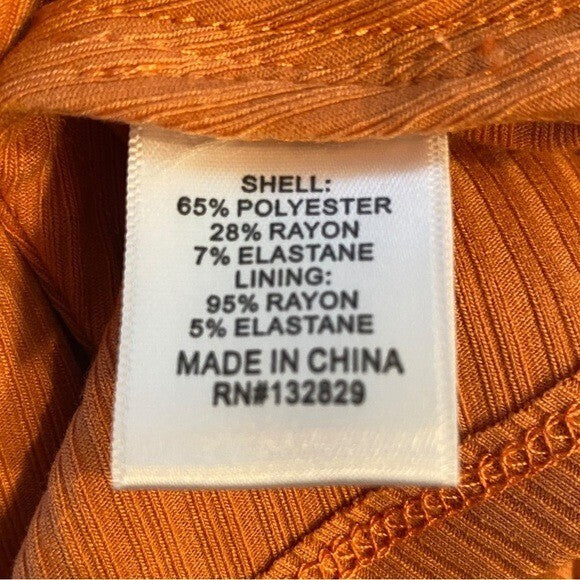 SHELL:
65% POLYESTER
28% RAYON
7% ELASTANE
LINING:
95% RAYON
5% ELASTANE
MADE IN CHINA
RN#132829